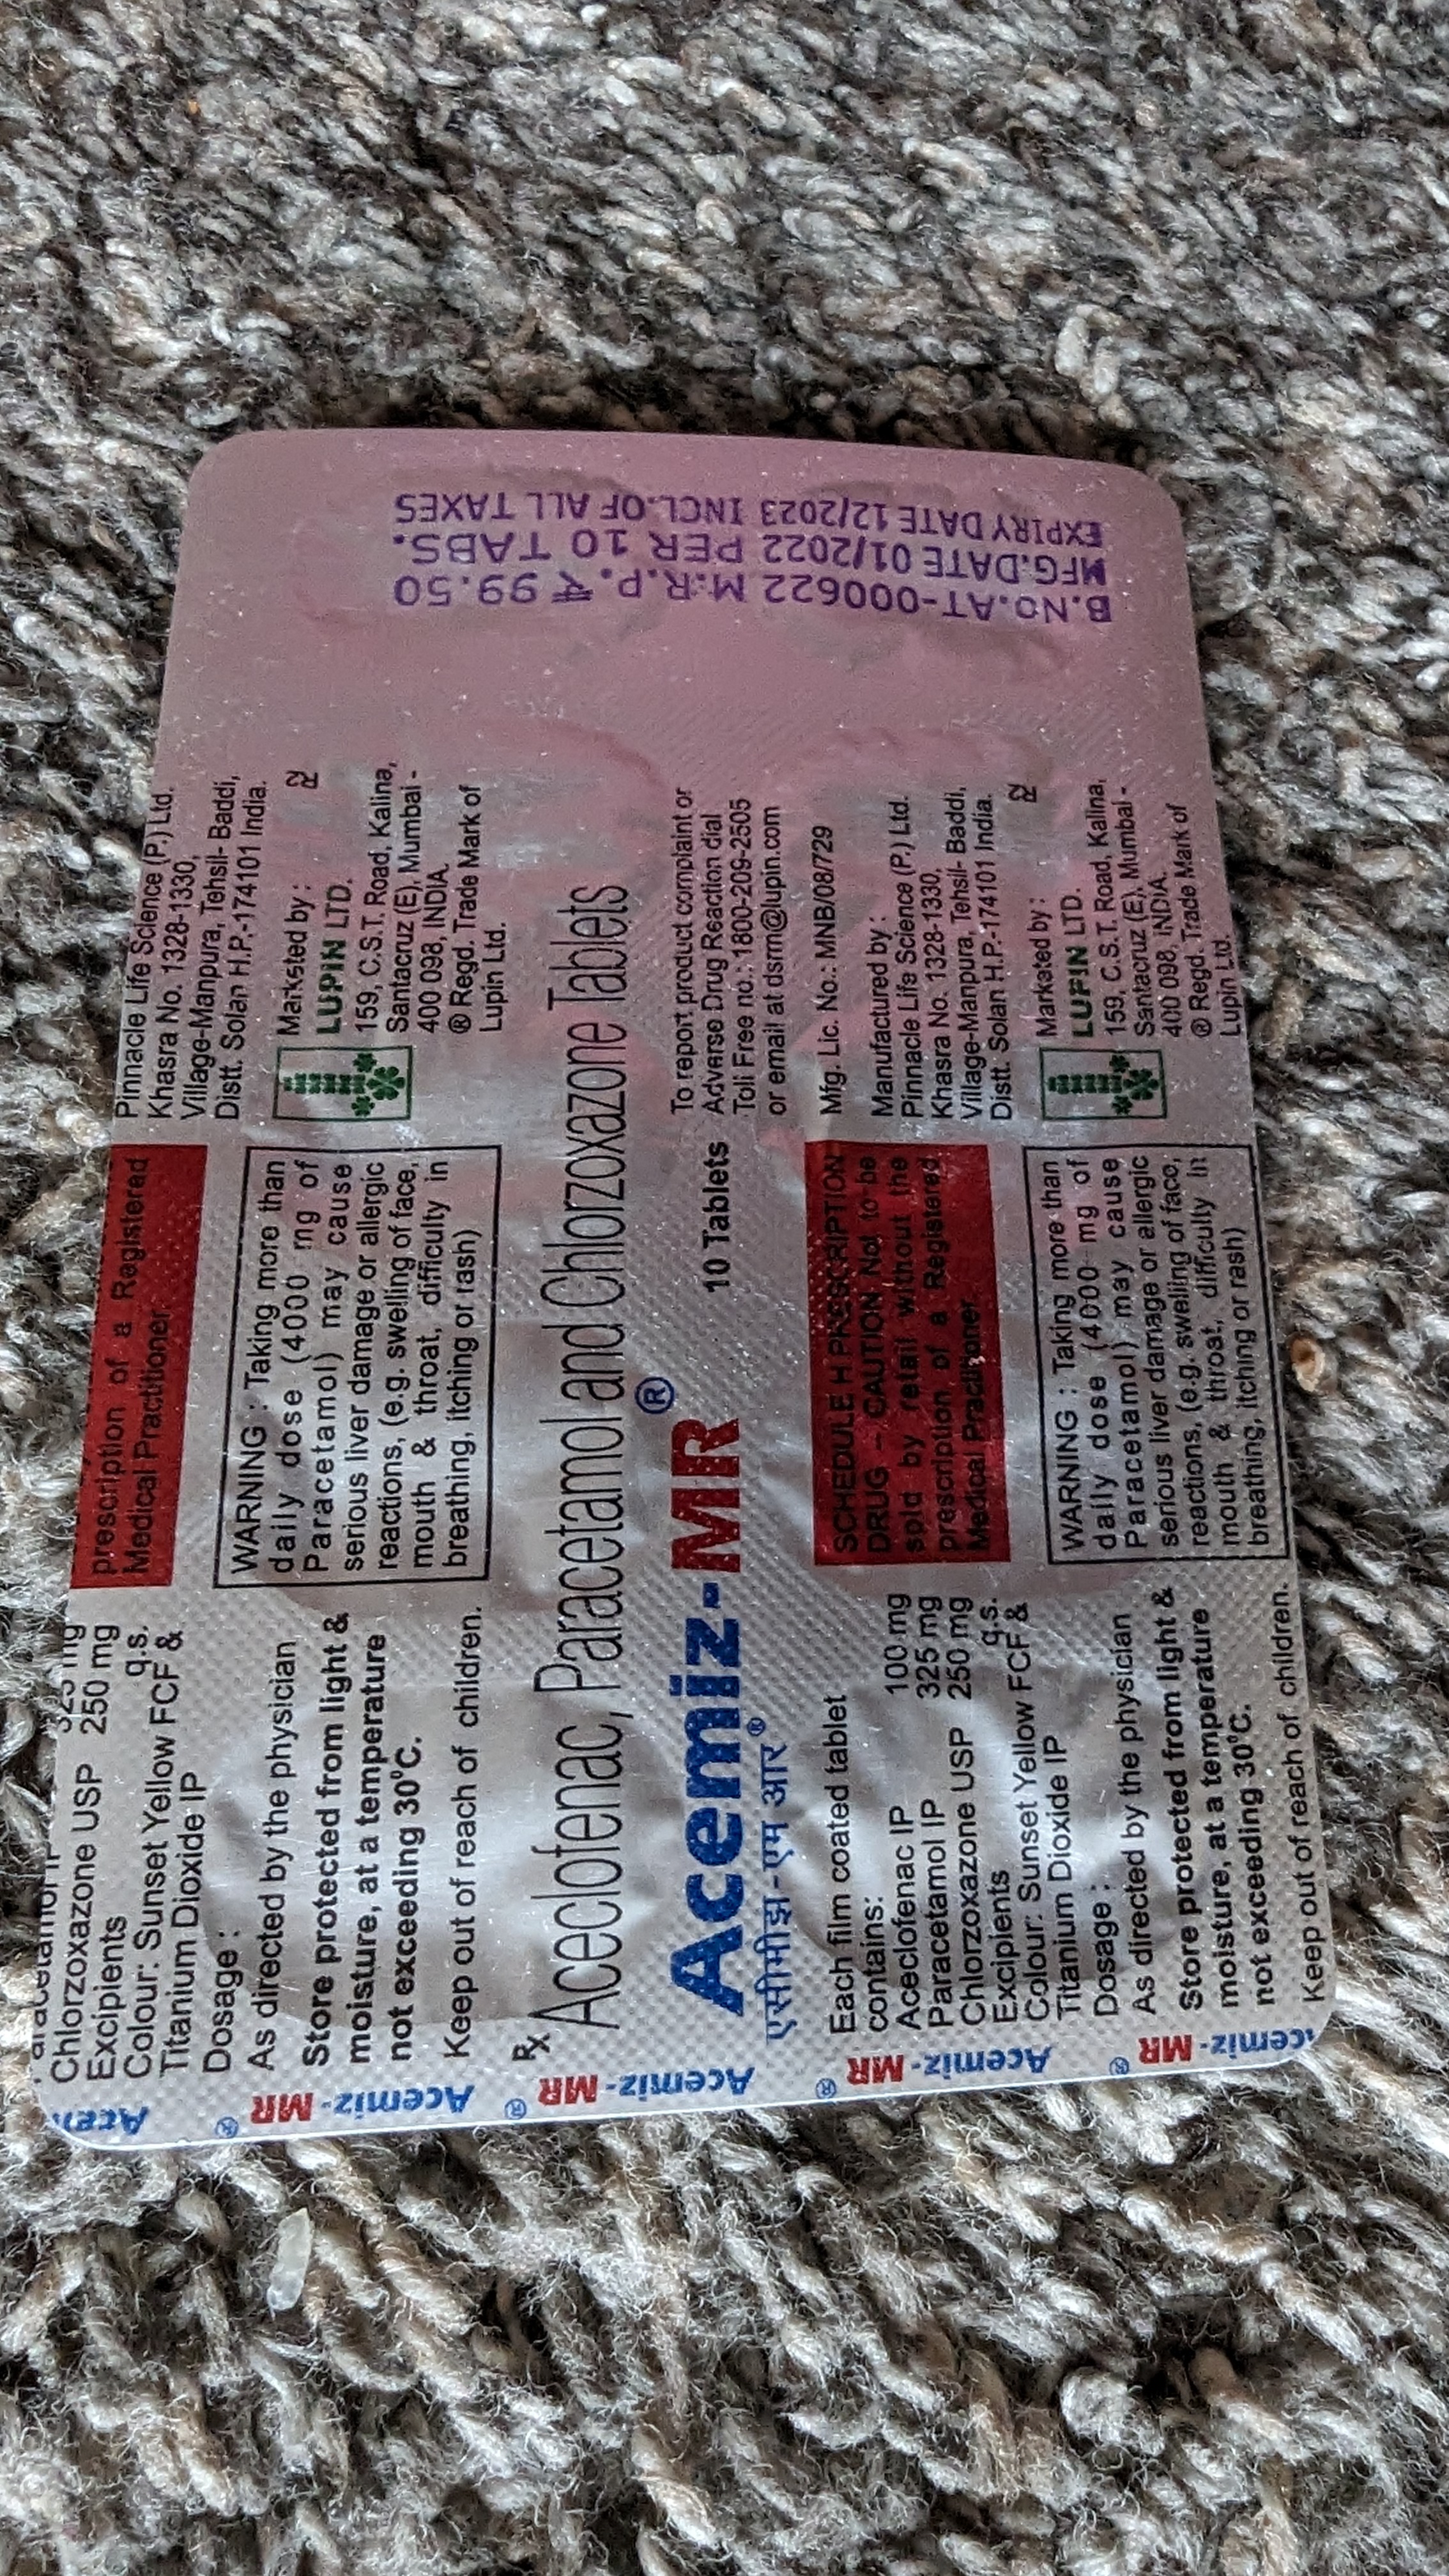 325 mg
Chlorzoxazone USP 250 mg
Excipients q.s.
Colour: Sunset Yellow FCF &
Titanium Dioxide IP
Dosage :
As directed by the physician
Store protected from light &
moisture, at a temperature
not exceeding 30°C.
Keep out of reach of children.
prescription of a Registered
Medical Practitioner
WARNING : Taking more than
daily dose (4000 mg of
Paracetamol) may cause
serious liver damage or allergic
reactions, (e.g. swelling of face,
mouth & throat, difficulty in
breathing, itching or rash)
Pinnacle Life Science (P.) Ltd.
Khasra No. 1328-1330,
Village-Manpura, Tehsil- Baddi,
Distt. Solan H.P.-174101 India.
Marketed by :
LUPIN LTD.
159, C.S.T. Road, Kalina,
Santacruz (E), Mumbai -
400 098, INDIA.
® Regd. Trade Mark of
Lupin Ltd.
Rx
Aceclofenac, Paracetamol and Chlorzoxazone Tablets
Acemiz-MR®
एसीमीझ-एम आर®
10 Tablets
To report product complaint or
Adverse Drug Reaction dial
Toll Free no.: 1800-209-2505
or email at dsrm@lupin.com
Each film coated tablet
contains:
Aceclofenac IP 100 mg
Paracetamol IP 325 mg
Chlorzoxazone USP 250 mg
Excipients q.s.
Colour: Sunset Yellow FCF &
Titanium Dioxide IP
Dosage :
As directed by the physician
Store protected from light &
moisture, at a temperature
not exceeding 30°C.
Keep out of reach of children.
SCHEDULE H PRESCRIPTION
DRUG – CAUTION Not to be
sold by retail without the
prescription of a Registered
Medical Practitioner
WARNING : Taking more than
daily dose (4000 mg of
Paracetamol) may cause
serious liver damage or allergic
reactions, (e.g. swelling of face,
mouth & throat, difficulty in
breathing, itching or rash)
Mfg. Lic. No.: MNB/08/729
Manufactured by :
Pinnacle Life Science (P.) Ltd.
Khasra No. 1328-1330,
Village-Manpura, Tehsil- Baddi,
Distt. Solan H.P.-174101 India.
Marketed by :
LUPIN LTD.
159, C.S.T. Road, Kalina,
Santacruz (E), Mumbai -
400 098, INDIA.
® Regd. Trade Mark of
Lupin Ltd.
B.NO.AT-000622 M.R.P.₹ 99.50
MFG.DATE 01/2022 PER 10 TABS.
EXPIRY DATE 12/2023 INCL.OF ALL TAXES
Acemiz-MR® Acemiz-MR® Acemiz-MR® Acemiz-MR®